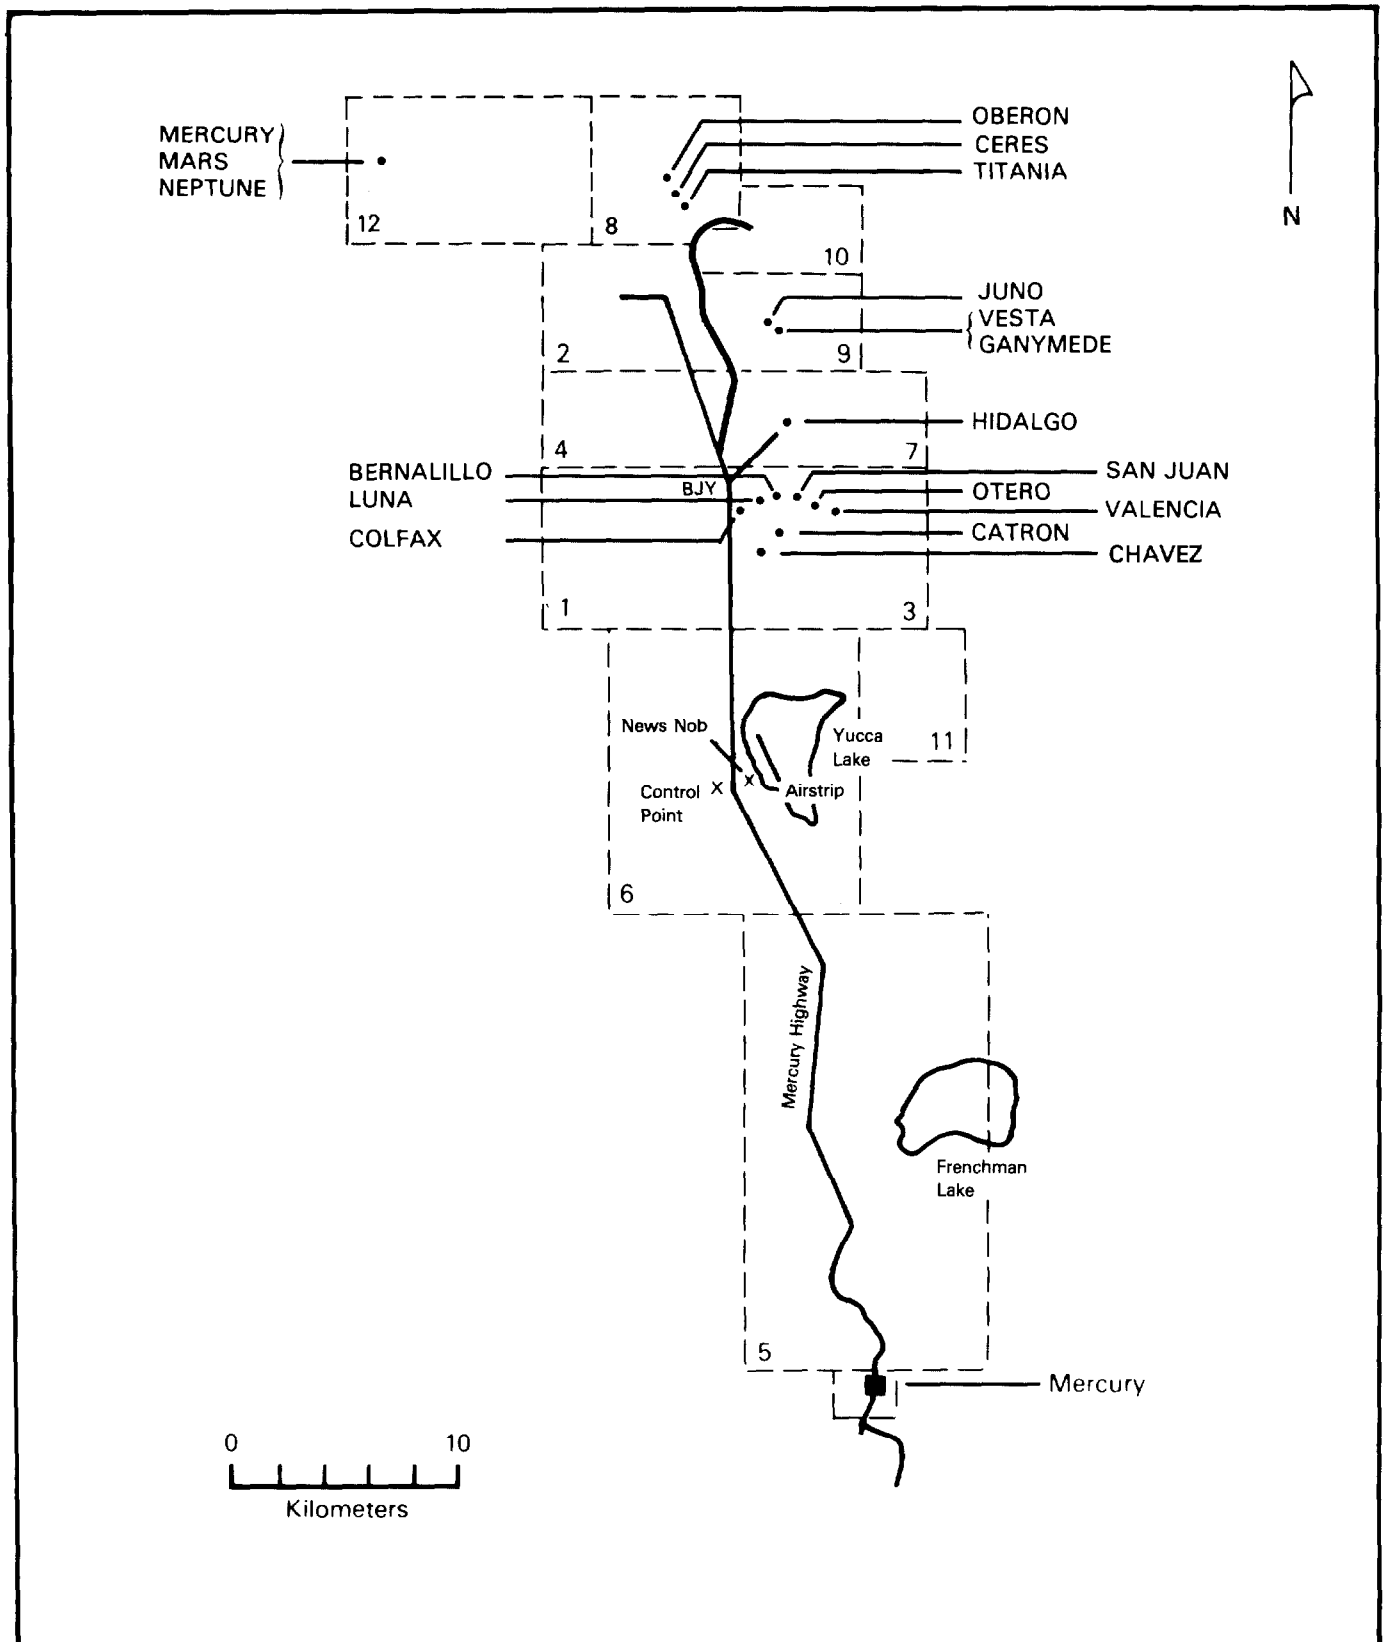 OBERON
CERES
TITANIA
MERCURY
MARS
NEPTUNE
12
8
N
10
JUNO
VESTA
GANYMEDE
2
9
HIDALGO
4
7
BERNALILLO
LUNA
COLFAX
BJY
SAN JUAN
OTERO
VALENCIA
CATRON
CHAVEZ
1
3
News Nob
Yucca
Lake
11
Control
Point
X
X
Airstrip
6
Mercury Highway
Frenchman
Lake
5
Mercury
0
10
Kilometers